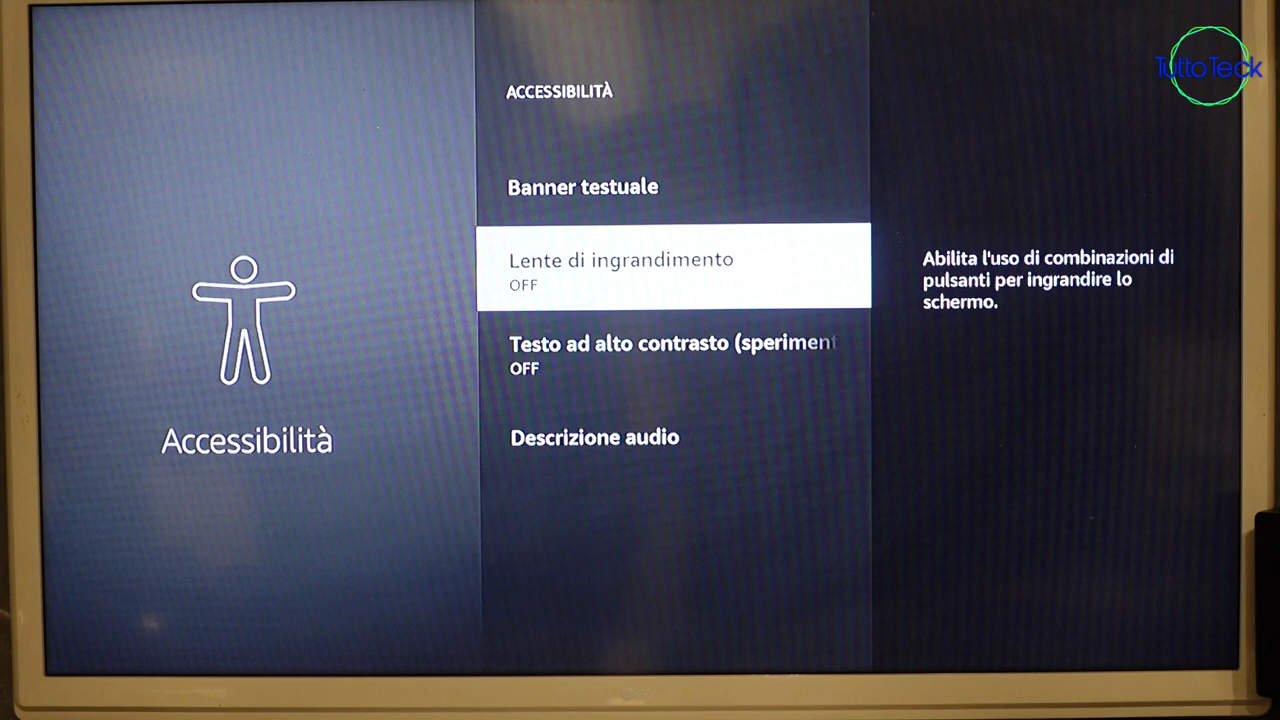 TuttoTeck
ACCESSIBILITÀ
Banner testuale
Lente di ingrandimento
OFF
Testo ad alto contrasto (speriment
OFF
Descrizione audio
Accessibilità
Abilita l'uso di combinazioni di
pulsanti per ingrandire lo
schermo.